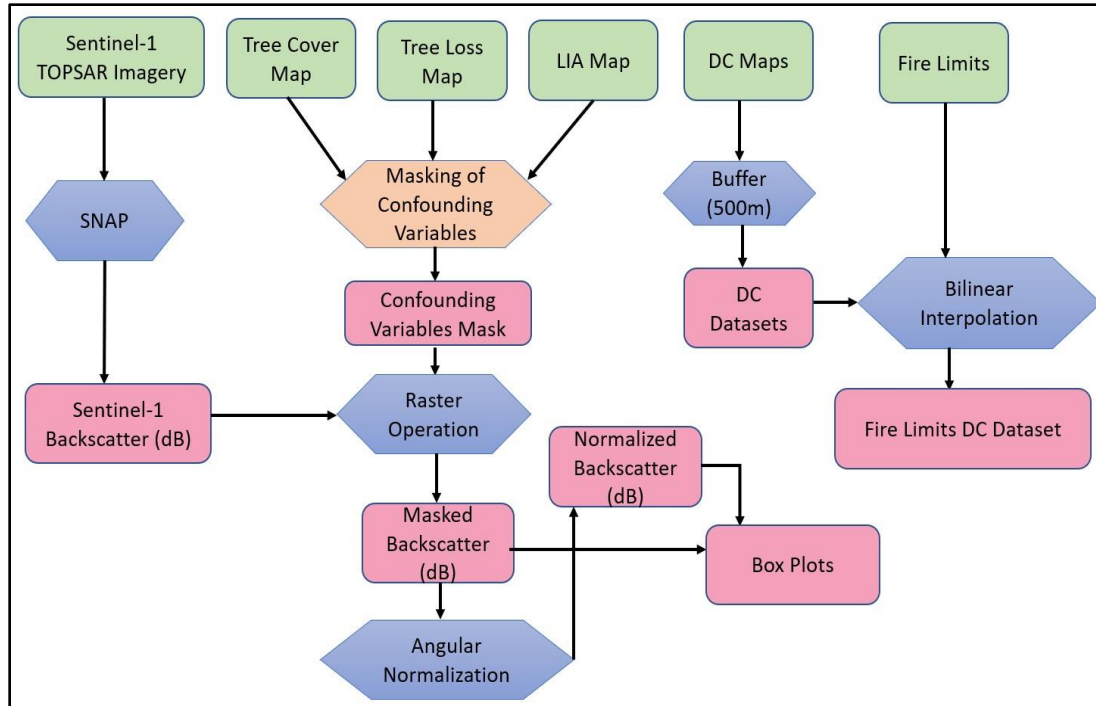 Sentinel-1
TOPSAR Imagery
Tree Cover
Map
Tree Loss
Map
LIA Map
DC Maps
Fire Limits
SNAP
Masking of
Confounding
Variables
Buffer
(500m)
Confounding
Variables Mask
DC
Datasets
Bilinear
Interpolation
Sentinel-1
Backscatter (dB)
Raster
Operation
Normalized
Backscatter
(dB)
Fire Limits DC Dataset
Masked
Backscatter
(dB)
Box Plots
Angular
Normalization